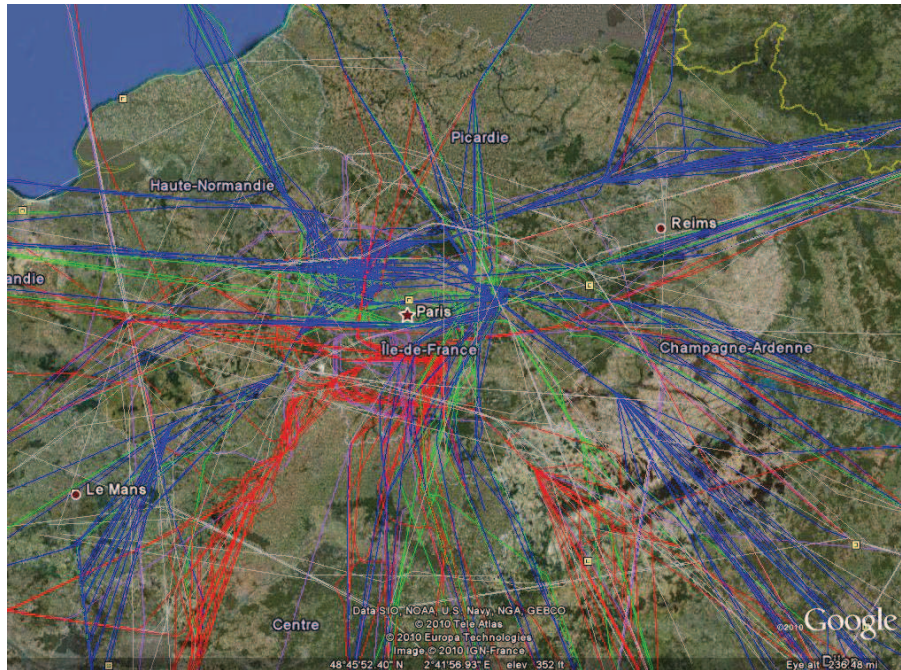 Picardie
Haute-Normandie
Reims
andie
Paris
Île-de-France
Champagne-Ardenne
Le Mans
Data SIO, NOAA, U.S. Navy, NGA, GEBCO
© 2010 Tele Atlas
© 2010 Europa Technologies
Image © 2010 IGN-France
Centre
©2010 Google
48°45'52.40" N 2°41'56.93" E elev 352 ft
Eye alt 236.48 mi